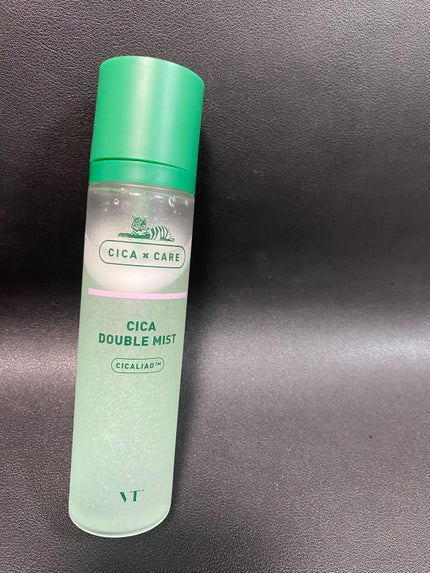 CICA × CARE
CICA
DOUBLE MIST
CICALIAO™
VT